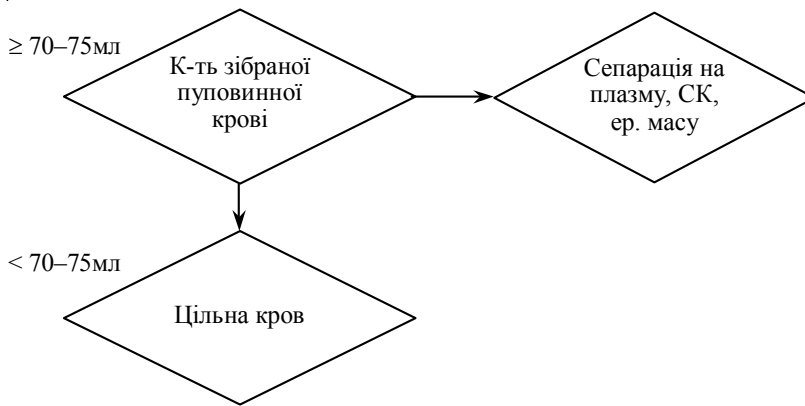 ≥ 70–75мл
К-ть зібраної
пуповинної
крові
Сепарація на
плазму, СК,
ер. масу
< 70–75мл
Цільна кров